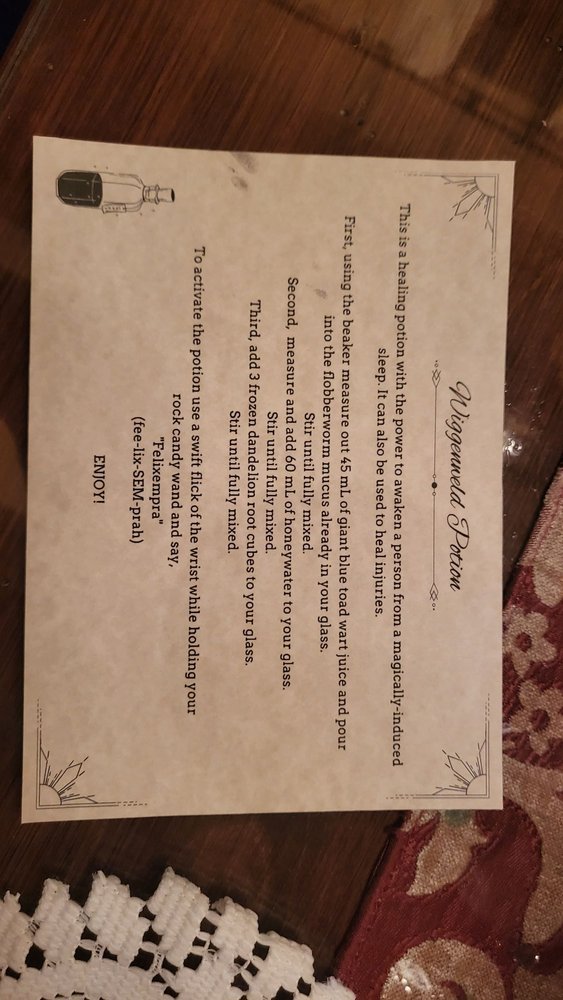 Wiggenweld Potion
This is a healing potion with the power to awaken a person from a magically-induced
sleep. It can also be used to heal injuries.
First, using the beaker measure out 45 mL of giant blue toad wart juice and pour
into the flobberworm mucus already in your glass.
Stir until fully mixed.
Second, measure and add 60 mL of honeywater to your glass.
Stir until fully mixed.
Third, add 3 frozen dandelion root cubes to your glass.
Stir until fully mixed.
To activate the potion use a swift flick of the wrist while holding your
rock candy wand and say,
"Felixempra"
(fee-lix-SEM-prah)
ENJOY!